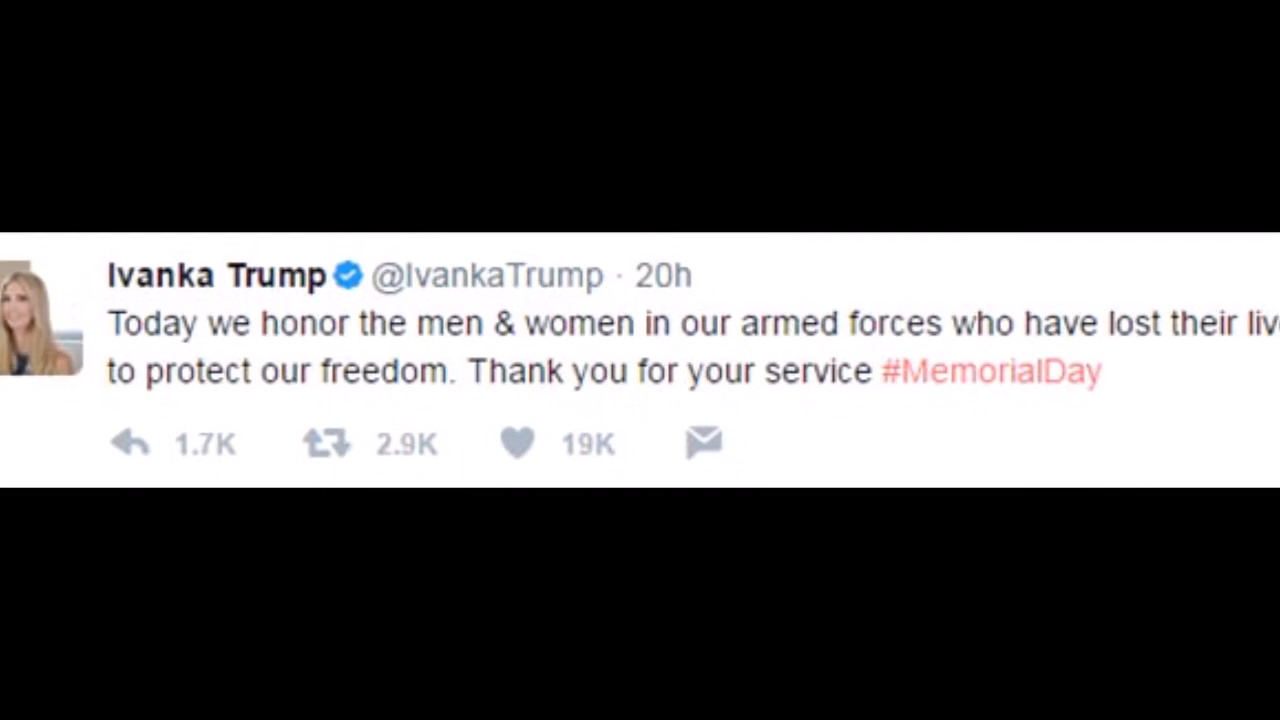 Ivanka Trump @IvankaTrump · 20h
Today we honor the men & women in our armed forces who have lost their
to protect our freedom. Thank you for your service #MemorialDay
1.7K 2.9K 19K